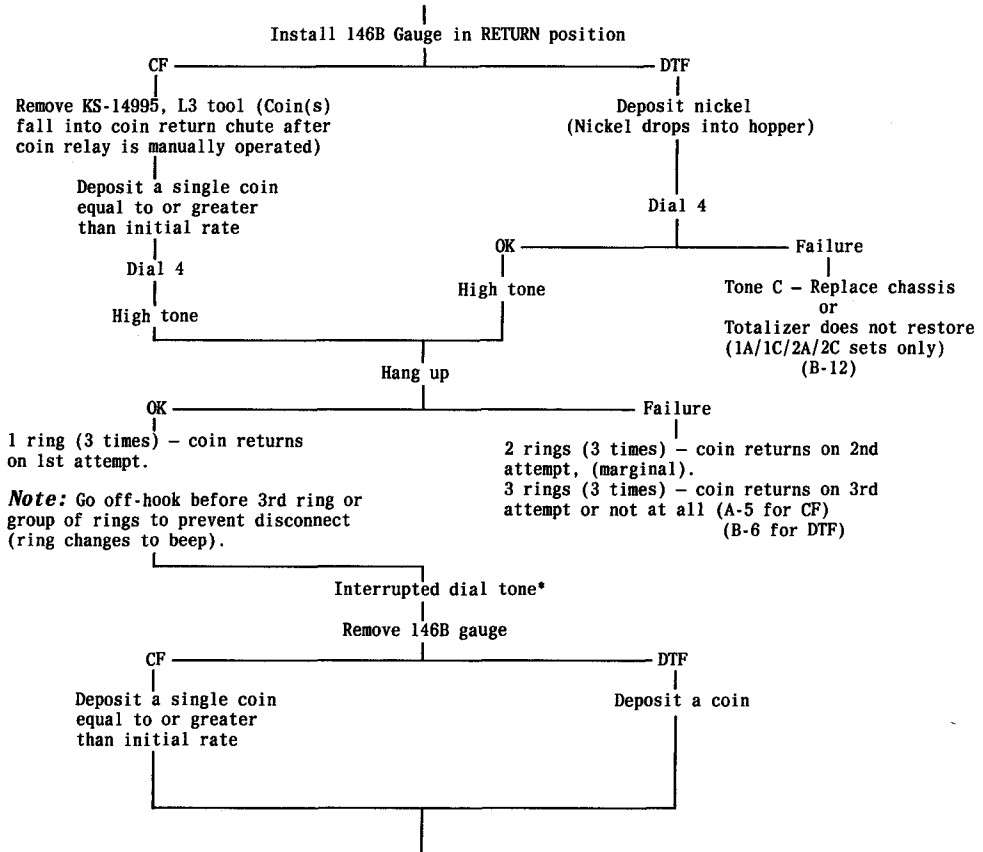 Install 146B Gauge in RETURN position
CF
DTF
Remove KS-14995, L3 tool (Coin(s)
fall into coin return chute after
coin relay is manually operated)
Deposit nickel
(Nickel drops into hopper)
Deposit a single coin
equal to or greater
than initial rate
Dial 4
Dial 4
OK
Failure
High tone
High tone
Tone C – Replace chassis
or
Totalizer does not restore
(1A/1C/2A/2C sets only)
(B-12)
Hang up
OK
Failure
1 ring (3 times) – coin returns
on 1st attempt.
Note: Go off-hook before 3rd ring or
group of rings to prevent disconnect
(ring changes to beep).
2 rings (3 times) – coin returns on 2nd
attempt, (marginal).
3 rings (3 times) – coin returns on 3rd
attempt or not at all (A-5 for CF)
(B-6 for DTF)
Interrupted dial tone*
Remove 146B gauge
CF
DTF
Deposit a single coin
equal to or greater
than initial rate
Deposit a coin